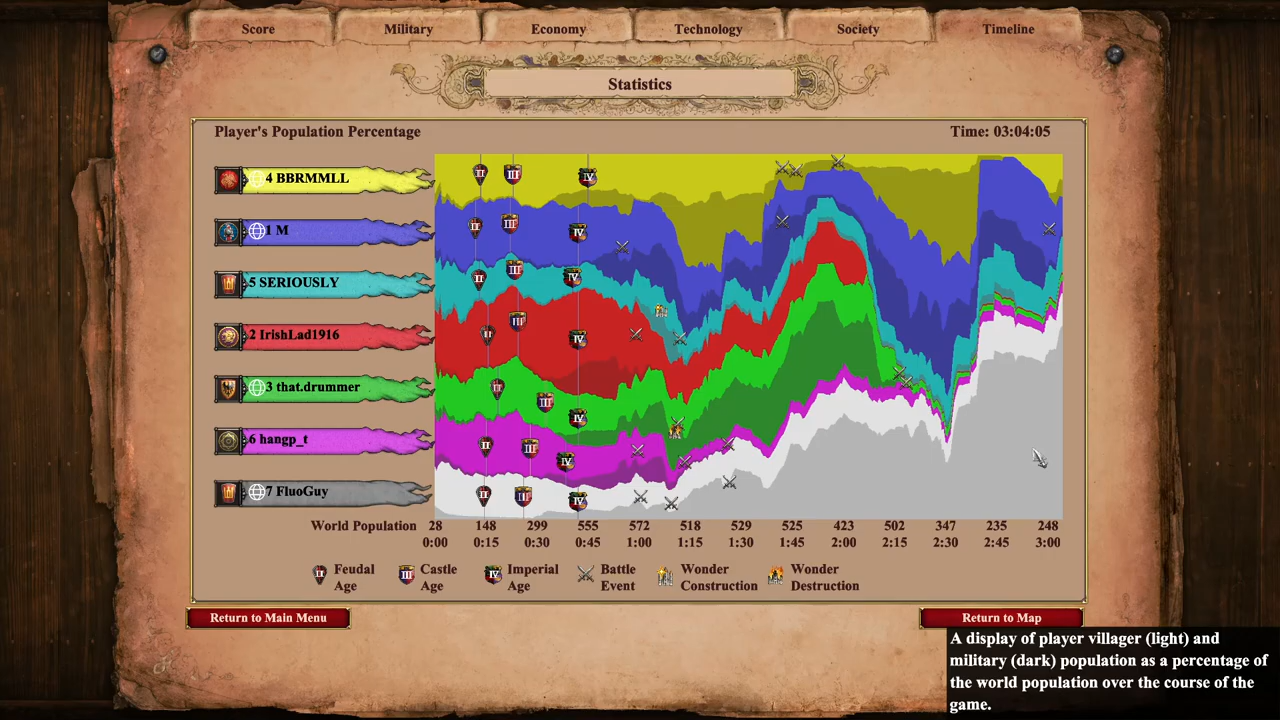 Score Military Economy Technology Society Timeline
Statistics
Player's Population Percentage Time: 03:04:05
4 BBRMMLL
1 M
5 SERIOUSLY
2 IrishLad1916
3 that.drummer
6 hangp_t
7 FluoGuy
World Population 28 148 299 555 572 518 529 525 423 502 347 235 248
0:00 0:15 0:30 0:45 1:00 1:15 1:30 1:45 2:00 2:15 2:30 2:45 3:00
Feudal Castle Imperial Battle Wonder Wonder
Age Age Age Event Construction Destruction
Return to Main Menu Return to Map
A display of player villager (light) and
military (dark) population as a percentage of
the world population over the course of the
game.